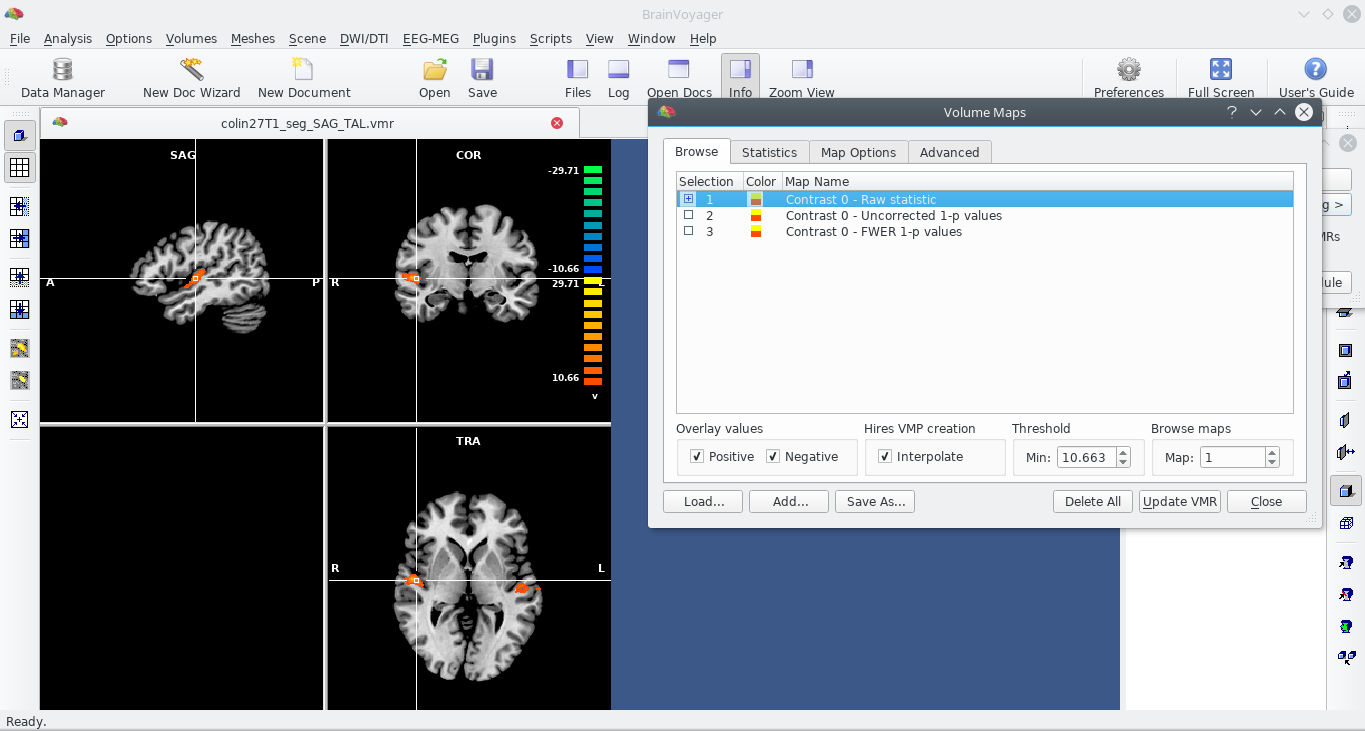 BrainVoyager
File Analysis Options Volumes Meshes Scene DWI/DTI EEG-MEG Plugins Scripts View Window Help
Data Manager New Doc Wizard New Document Open Save Files Log Open Docs Info Zoom View Preferences Full Screen User's Guide
colin27T1_seg_SAG_TAL.vmr
SAG
A
P
COR
R
-29.71
-10.66
29.71
10.66
v
TRA
R
L
Volume Maps
Browse Statistics Map Options Advanced
Selection Color Map Name
1 Contrast 0 - Raw statistic
2 Contrast 0 - Uncorrected 1-p values
3 Contrast 0 - FWER 1-p values
Overlay values Hires VMP creation Threshold Browse maps
Positive Negative Interpolate Min: 10.663 Map: 1
Load... Add... Save As... Delete All Update VMR Close
Ready.